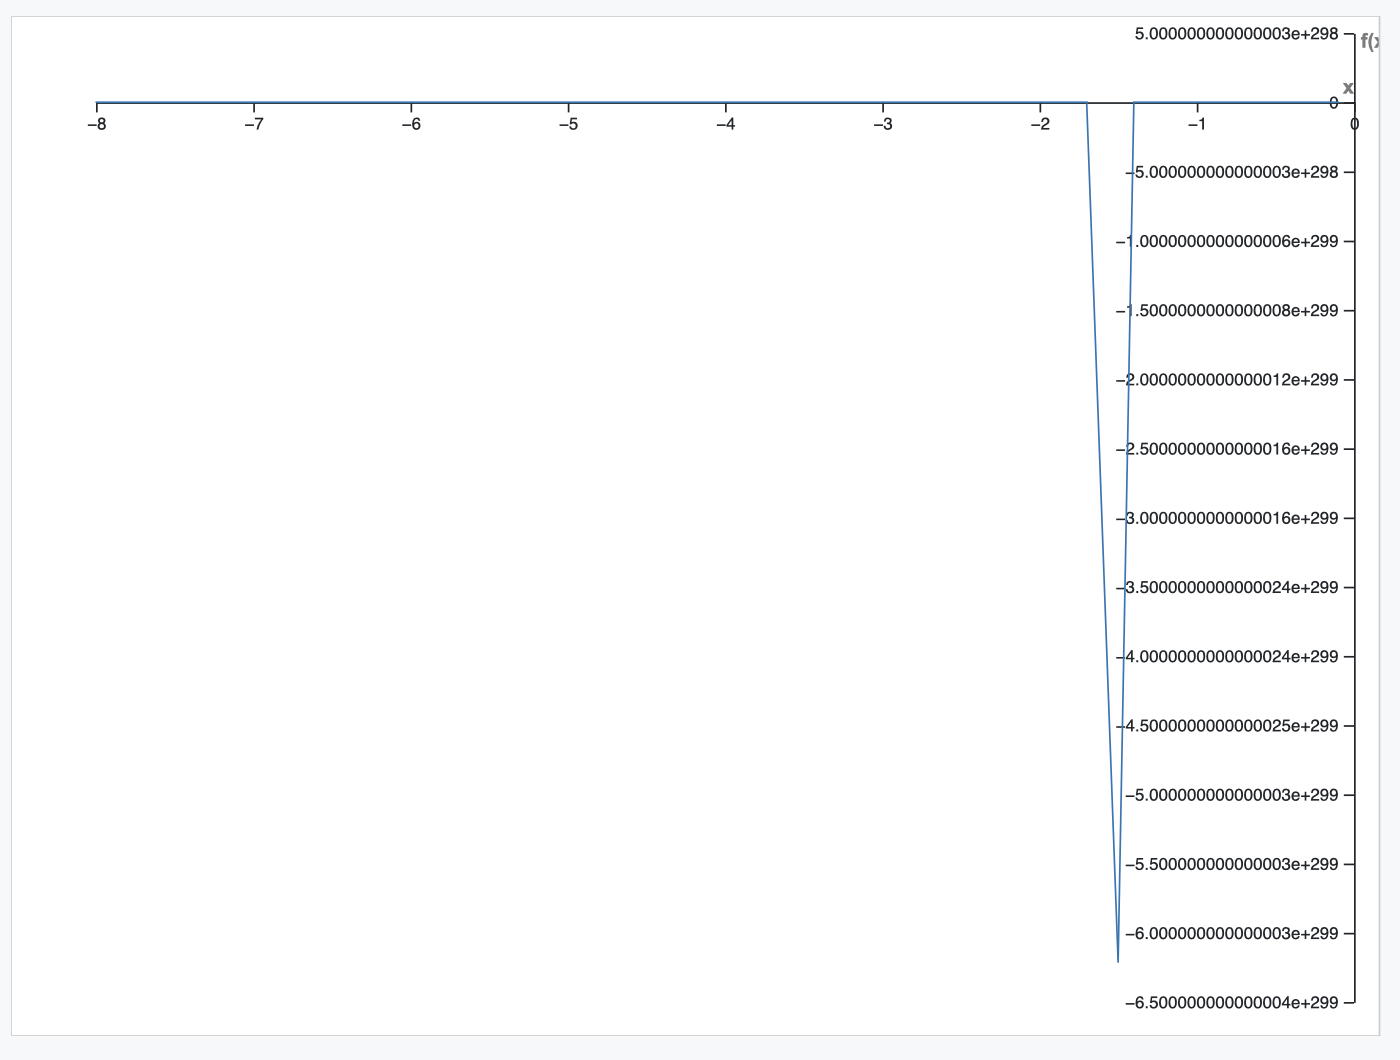 5.000000000000003e+298
f(x
x
0
−8 −7 −6 −5 −4 −3 −2 −1 0
−5.000000000000003e+298
−1.0000000000000006e+299
−1.5000000000000008e+299
−2.0000000000000012e+299
−2.5000000000000016e+299
−3.0000000000000016e+299
−3.5000000000000024e+299
−4.0000000000000024e+299
−4.5000000000000025e+299
−5.000000000000003e+299
−5.500000000000003e+299
−6.000000000000003e+299
−6.500000000000004e+299